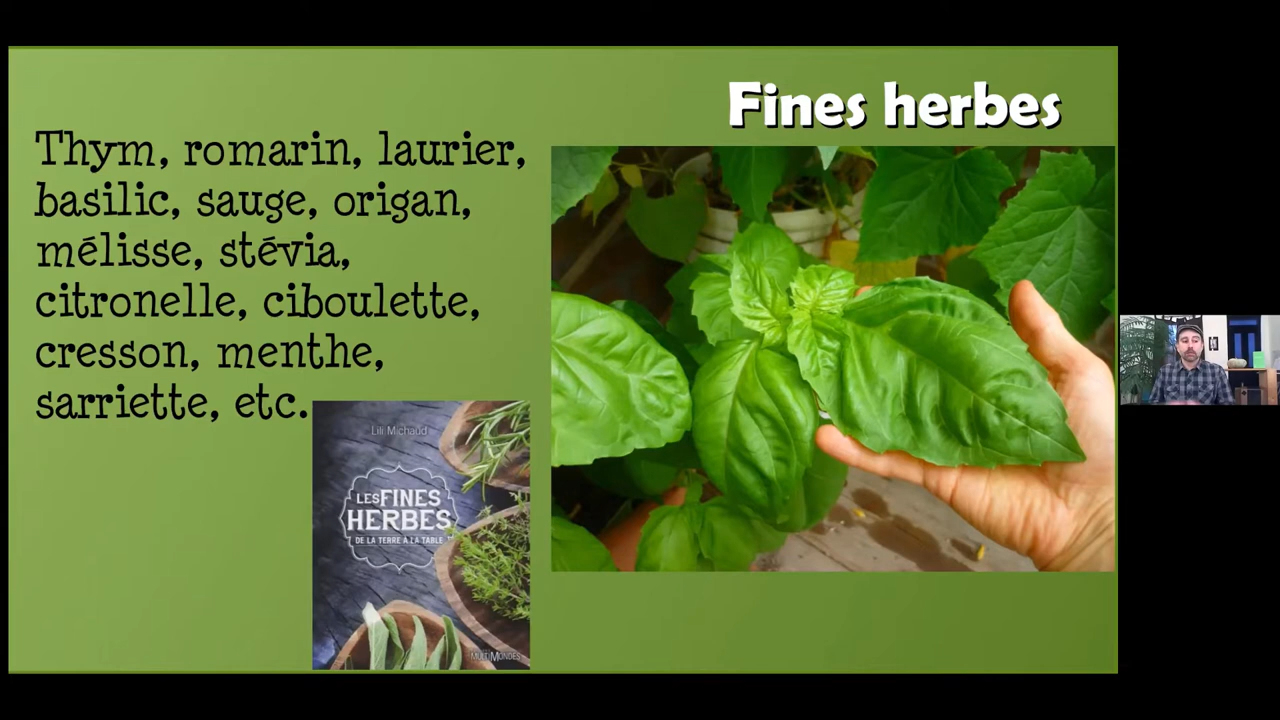 Fines herbes
Thym, romarin, laurier,
basilic, sauge, origan,
mélisse, stévia,
citronelle, ciboulette,
cresson, menthe,
sarriette, etc.
Lili Michaud
LES FINES
HERBES
DE LA TERRE À LA TABLE
MULTIMONDES